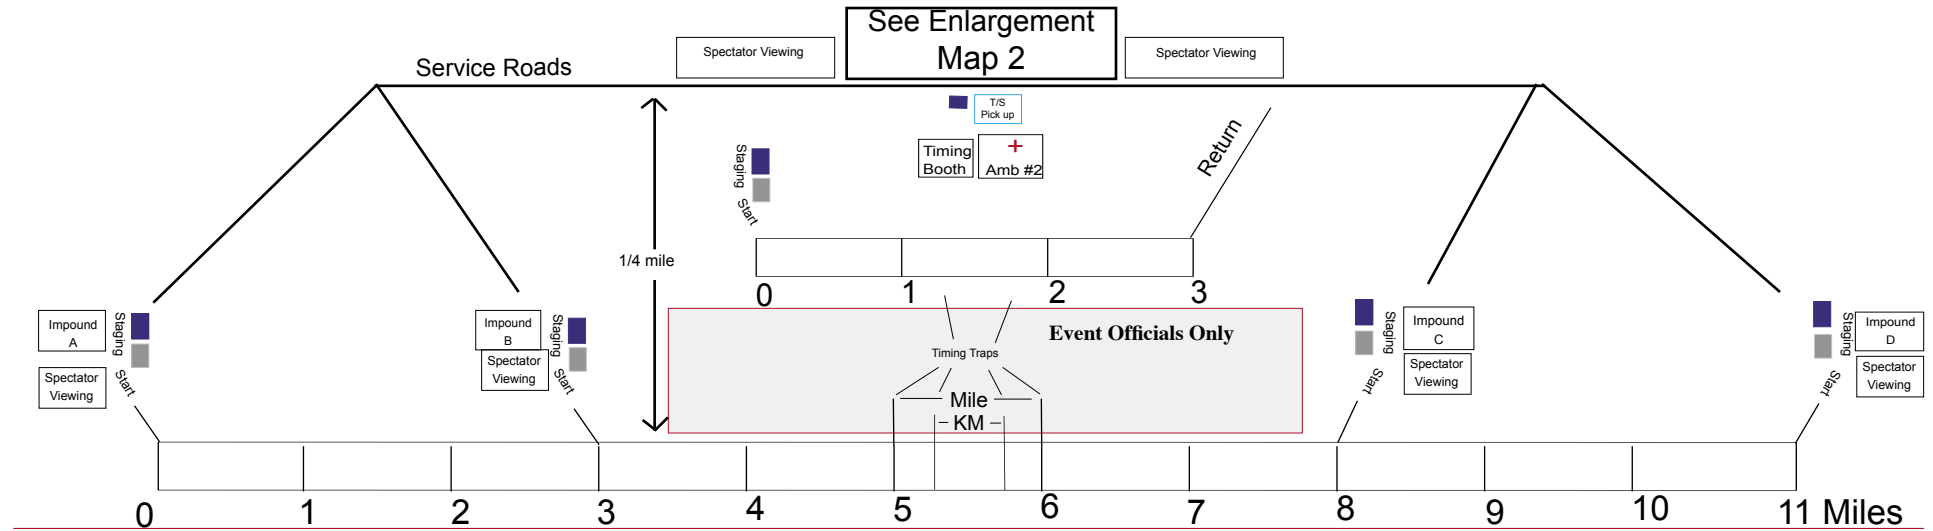 See Enlargement
Map 2
Spectator Viewing
Spectator Viewing
Service Roads
T/S
Pick up
Timing
Booth
Amb #2
Staging
Start
Return
1/4 mile
0 1 2 3
Event Officials Only
Timing Traps
Mile
KM
Impound
A
Staging
Start
Spectator
Viewing
Impound
B
Staging
Start
Spectator
Viewing
Staging
Start
Impound
C
Spectator
Viewing
Staging
Start
Impound
D
Spectator
Viewing
0 1 2 3 4 5 6 7 8 9 10 11 Miles